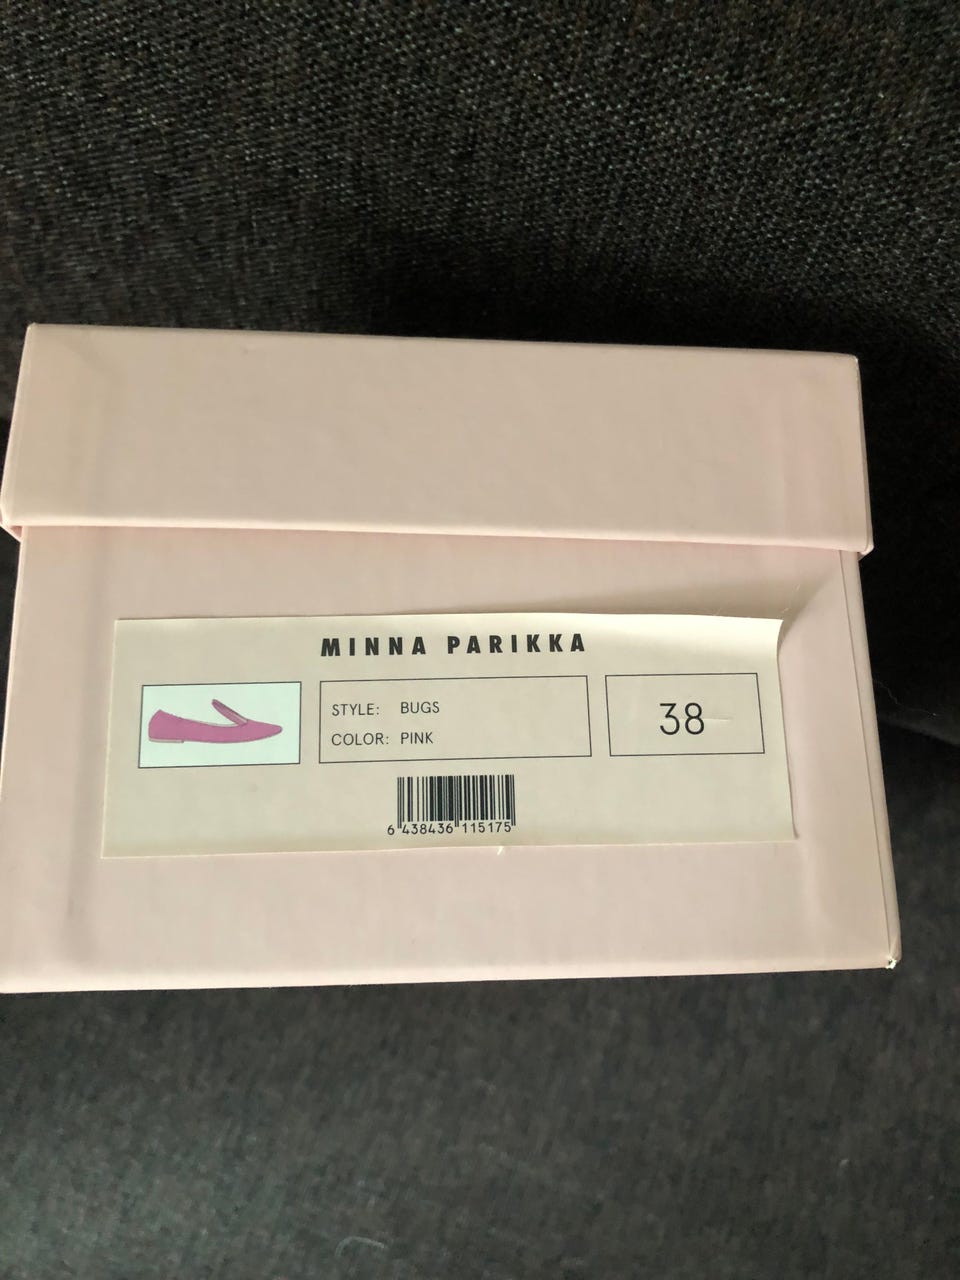 MINNA PARIKKA
STYLE: BUGS
COLOR: PINK
38
6 438436 115175